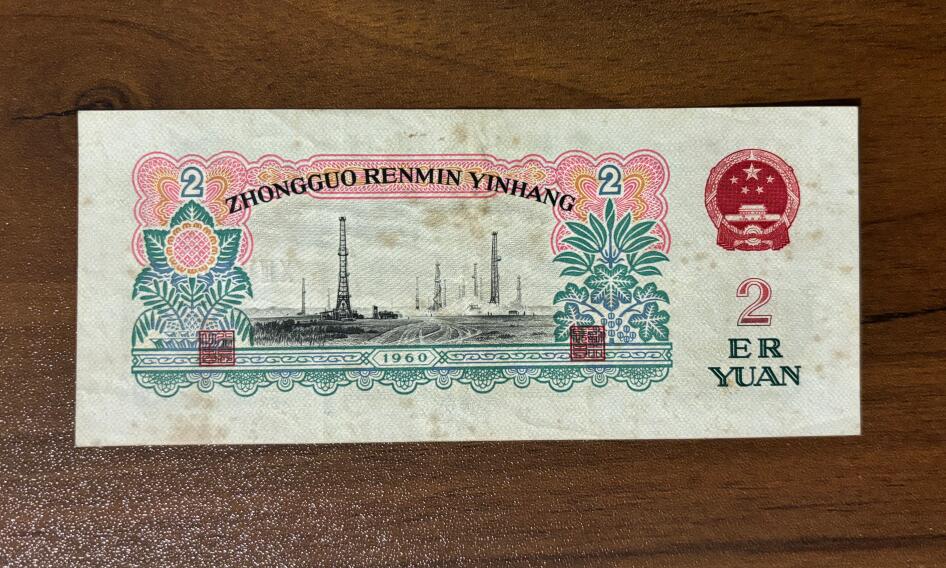 2
2
ZHONGGUO RENMIN YINHANG
1960
2
ER
YUAN